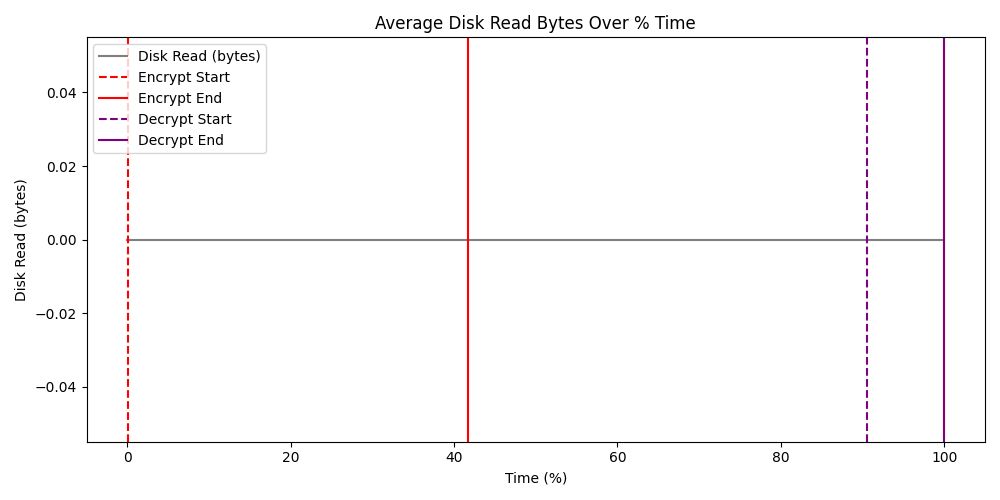 Average Disk Read Bytes Over % Time
Disk Read (bytes)
Encrypt Start
Encrypt End
Decrypt Start
Decrypt End
0.04
0.02
0.00
−0.02
−0.04
Disk Read (bytes)
0 20 40 60 80 100
Time (%)